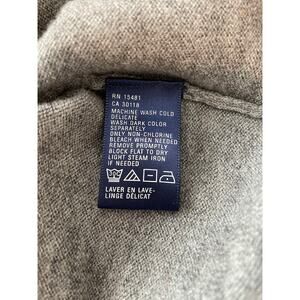 RN 15481
CA 30118
MACHINE WASH COLD
DELICATE
WASH DARK COLOR
SEPARATELY
ONLY NON-CHLORINE
BLEACH WHEN NEEDED
REMOVE PROMPTLY
BLOCK FLAT TO DRY
LIGHT STEAM IRON
IF NEEDED
LAVER EN LAVE-
LINGE DÉLICAT